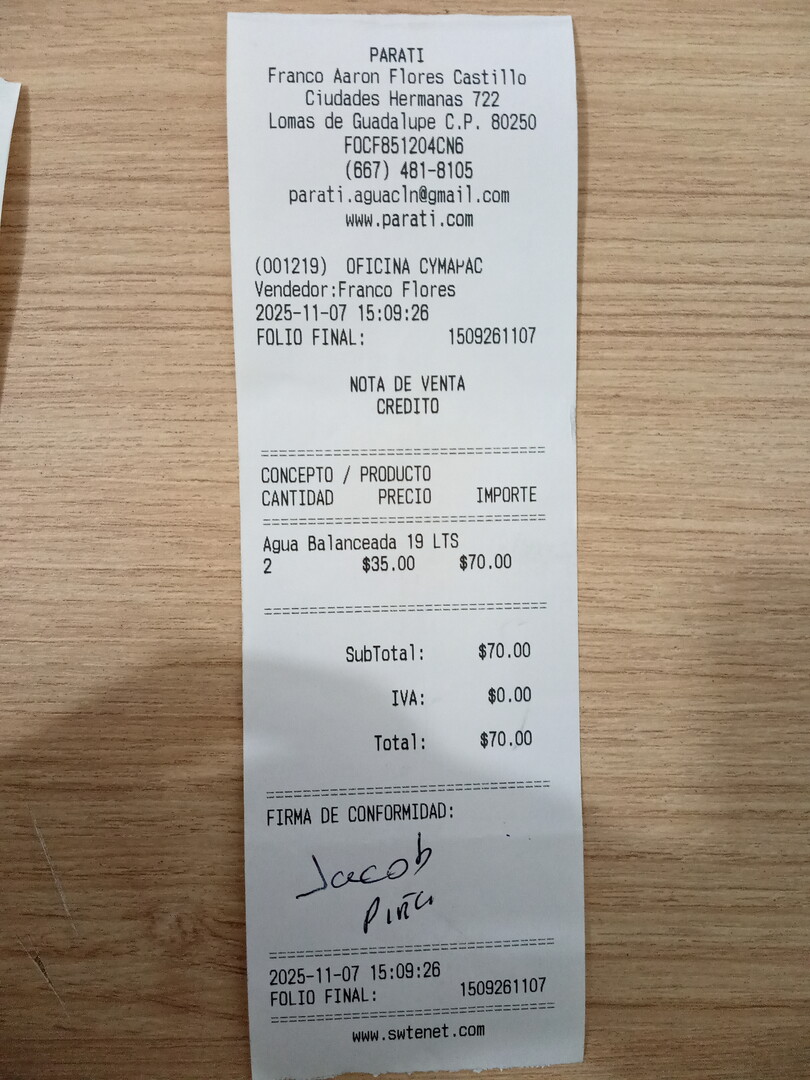 PARATI
Franco Aaron Flores Castillo
Ciudades Hermanas 722
Lomas de Guadalupe C.P. 80250
FOCF851204CN6
(667) 481-8105
parati.aguacln@gmail.com
www.parati.com
(001219) OFICINA CYMAPAC
Vendedor:Franco Flores
2025-11-07 15:09:26
FOLIO FINAL: 1509261107
NOTA DE VENTA
CREDITO
==================================
CONCEPTO / PRODUCTO
CANTIDAD PRECIO IMPORTE
==================================
Agua Balanceada 19 LTS
2 $35.00 $70.00
==================================
SubTotal: $70.00
IVA: $0.00
Total: $70.00
==================================
FIRMA DE CONFORMIDAD:
Jacob
Piña
==================================
2025-11-07 15:09:26
FOLIO FINAL: 1509261107
==================================
www.swtenet.com